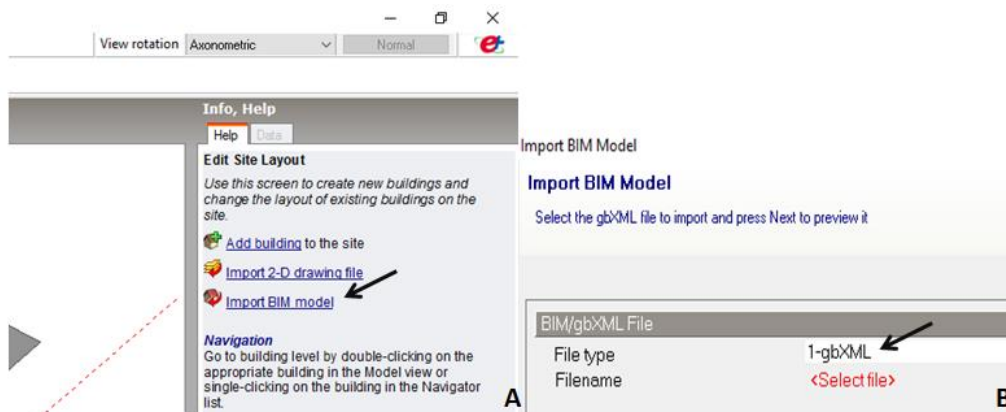 View rotation Axonometric Normal
Info, Help
Help Data
Edit Site Layout
Use this screen to create new buildings and
change the layout of existing buildings on the
site.
Add building to the site
Import 2-D drawing file
Import BIM model
Navigation
Go to building level by double-clicking on the
appropriate building in the Model view or
single-clicking on the building in the Navigator
list.
A
Import BIM Model
Import BIM Model
Select the gbXML file to import and press Next to preview it
BIM/gbXML File
File type 1-gbXML
Filename <Select file>
B